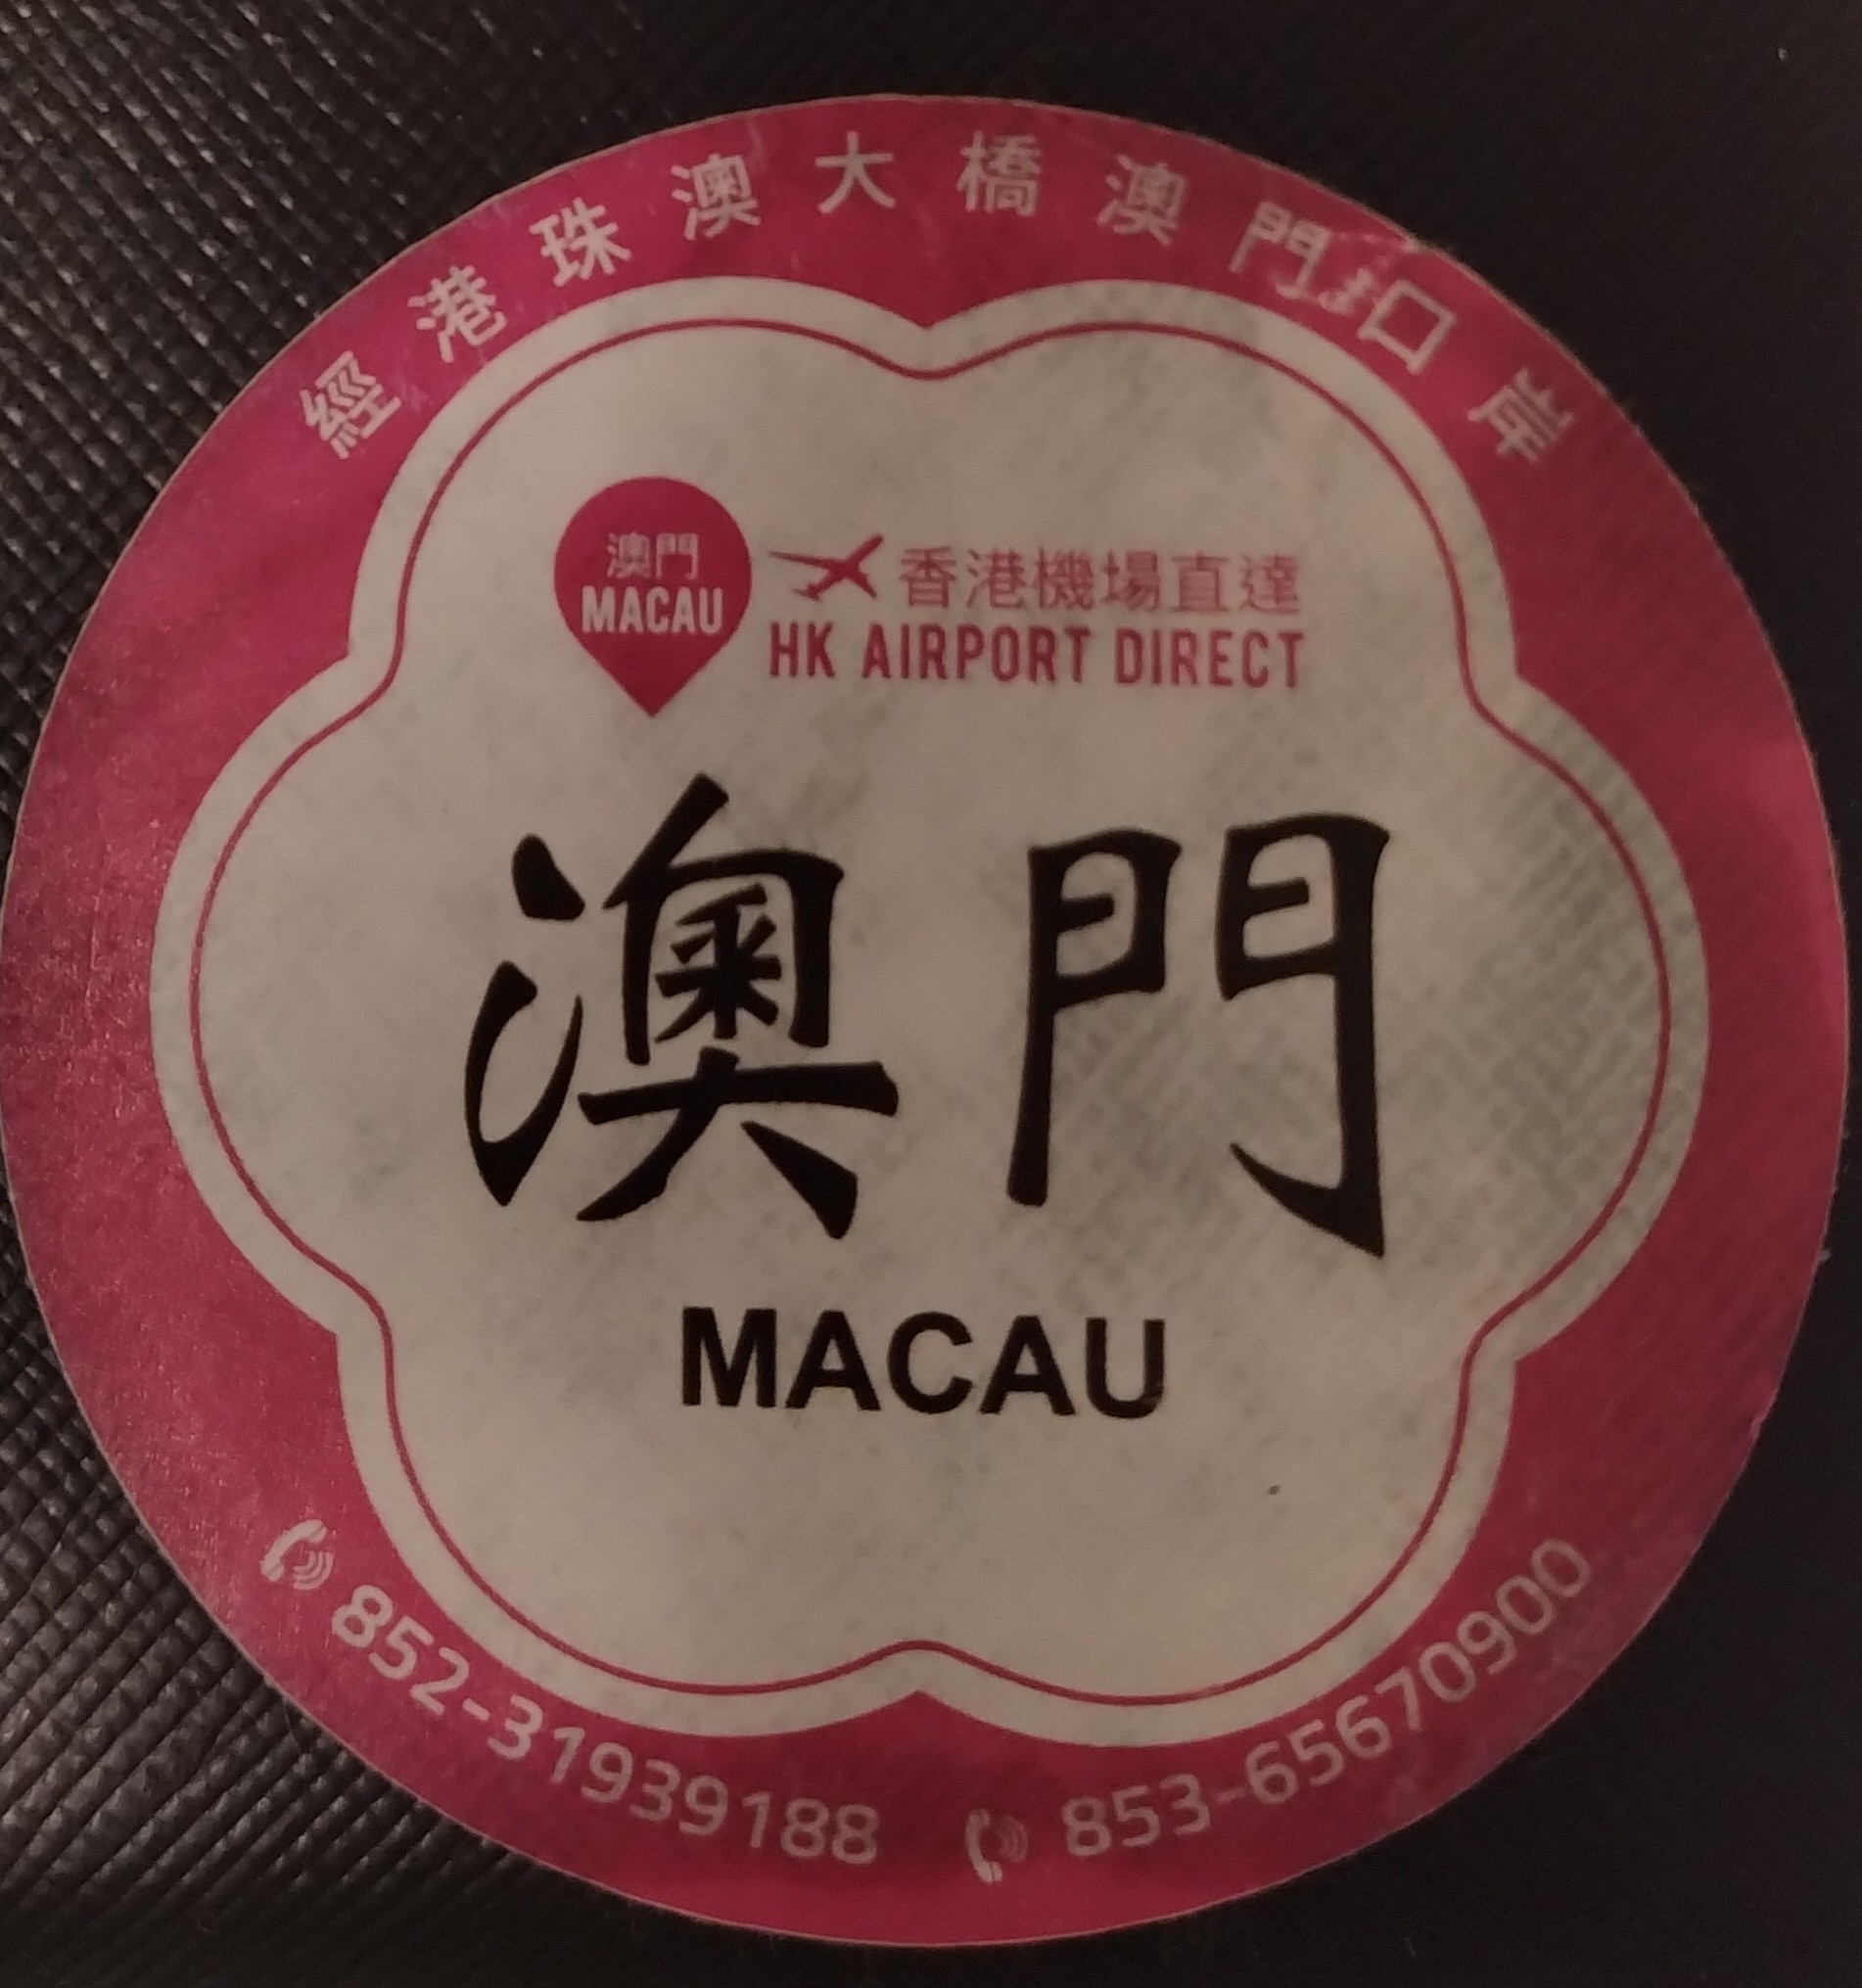 經港珠澳大橋澳門口岸
澳門
MACAU
香港機場直達
HK AIRPORT DIRECT
澳門
MACAU
852-31939188
853-65670900